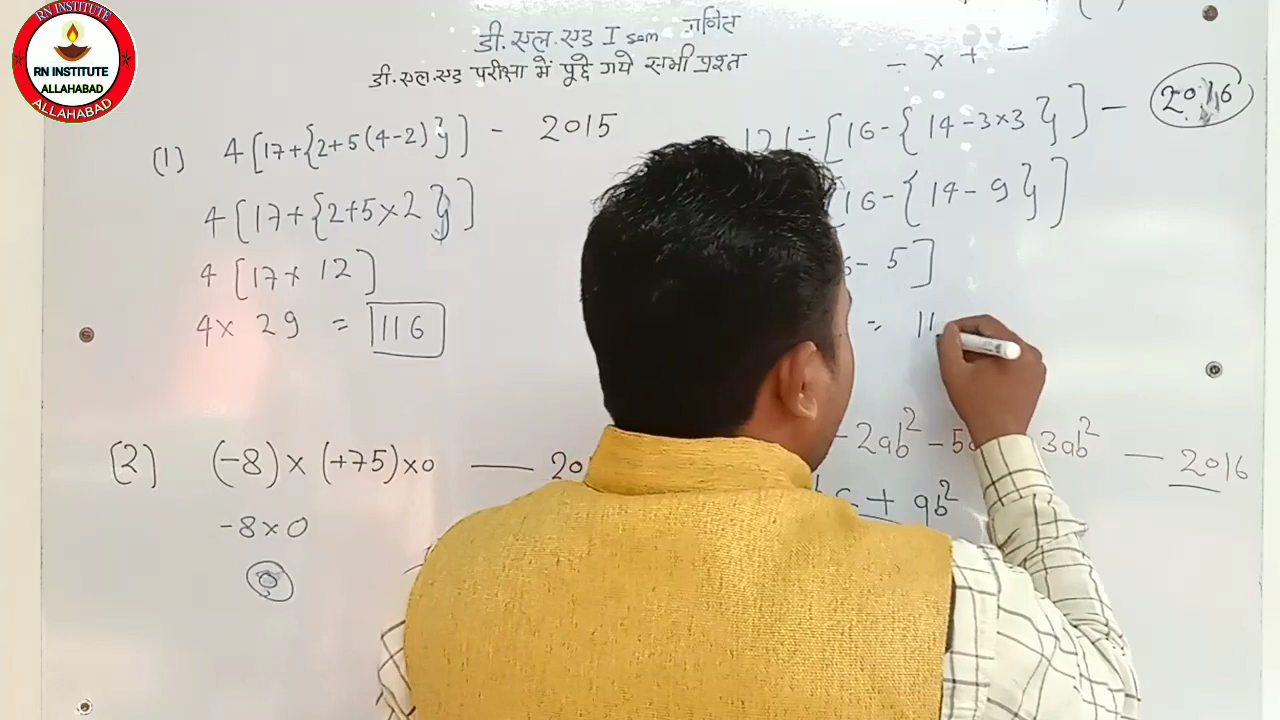 RN INSTITUTE
RN INSTITUTE
ALLAHABAD
ALLAHABAD
डी.एल.एड I sem गणित
डी.एल.एड परीक्षा में पूछे गये सभी प्रश्न
(1) 4[17+{2+5(4-2)}] - 2015
4[17+{2+5×2}]
4[17+12]
4× 29 = 116
(2) (-8)×(+75)×0
-8×0
0
÷ × + -
121÷[16-{14-3×3}] - 2016
[16-{14-9}]
- 5]
= 11
-2ab² - 3ab² - 2016
+ 9b²